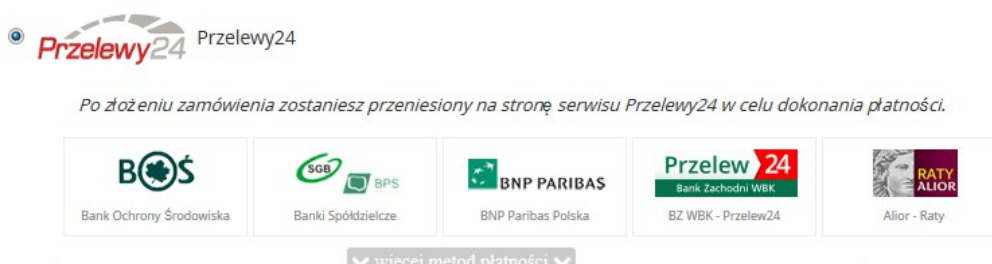 Przelewy24 Przelewy24
Po złożeniu zamówienia zostaniesz przeniesiony na stronę serwisu Przelewy24 w celu dokonania płatności.
BOŚ
SGB BPS
BNP PARIBAS
Przelew 24
Bank Zachodni WBK
RATY
ALIOR
Bank Ochrony Środowiska
Banki Spółdzielcze
BNP Paribas Polska
BZ WBK - Przelew24
Alior - Raty
więcej metod płatności